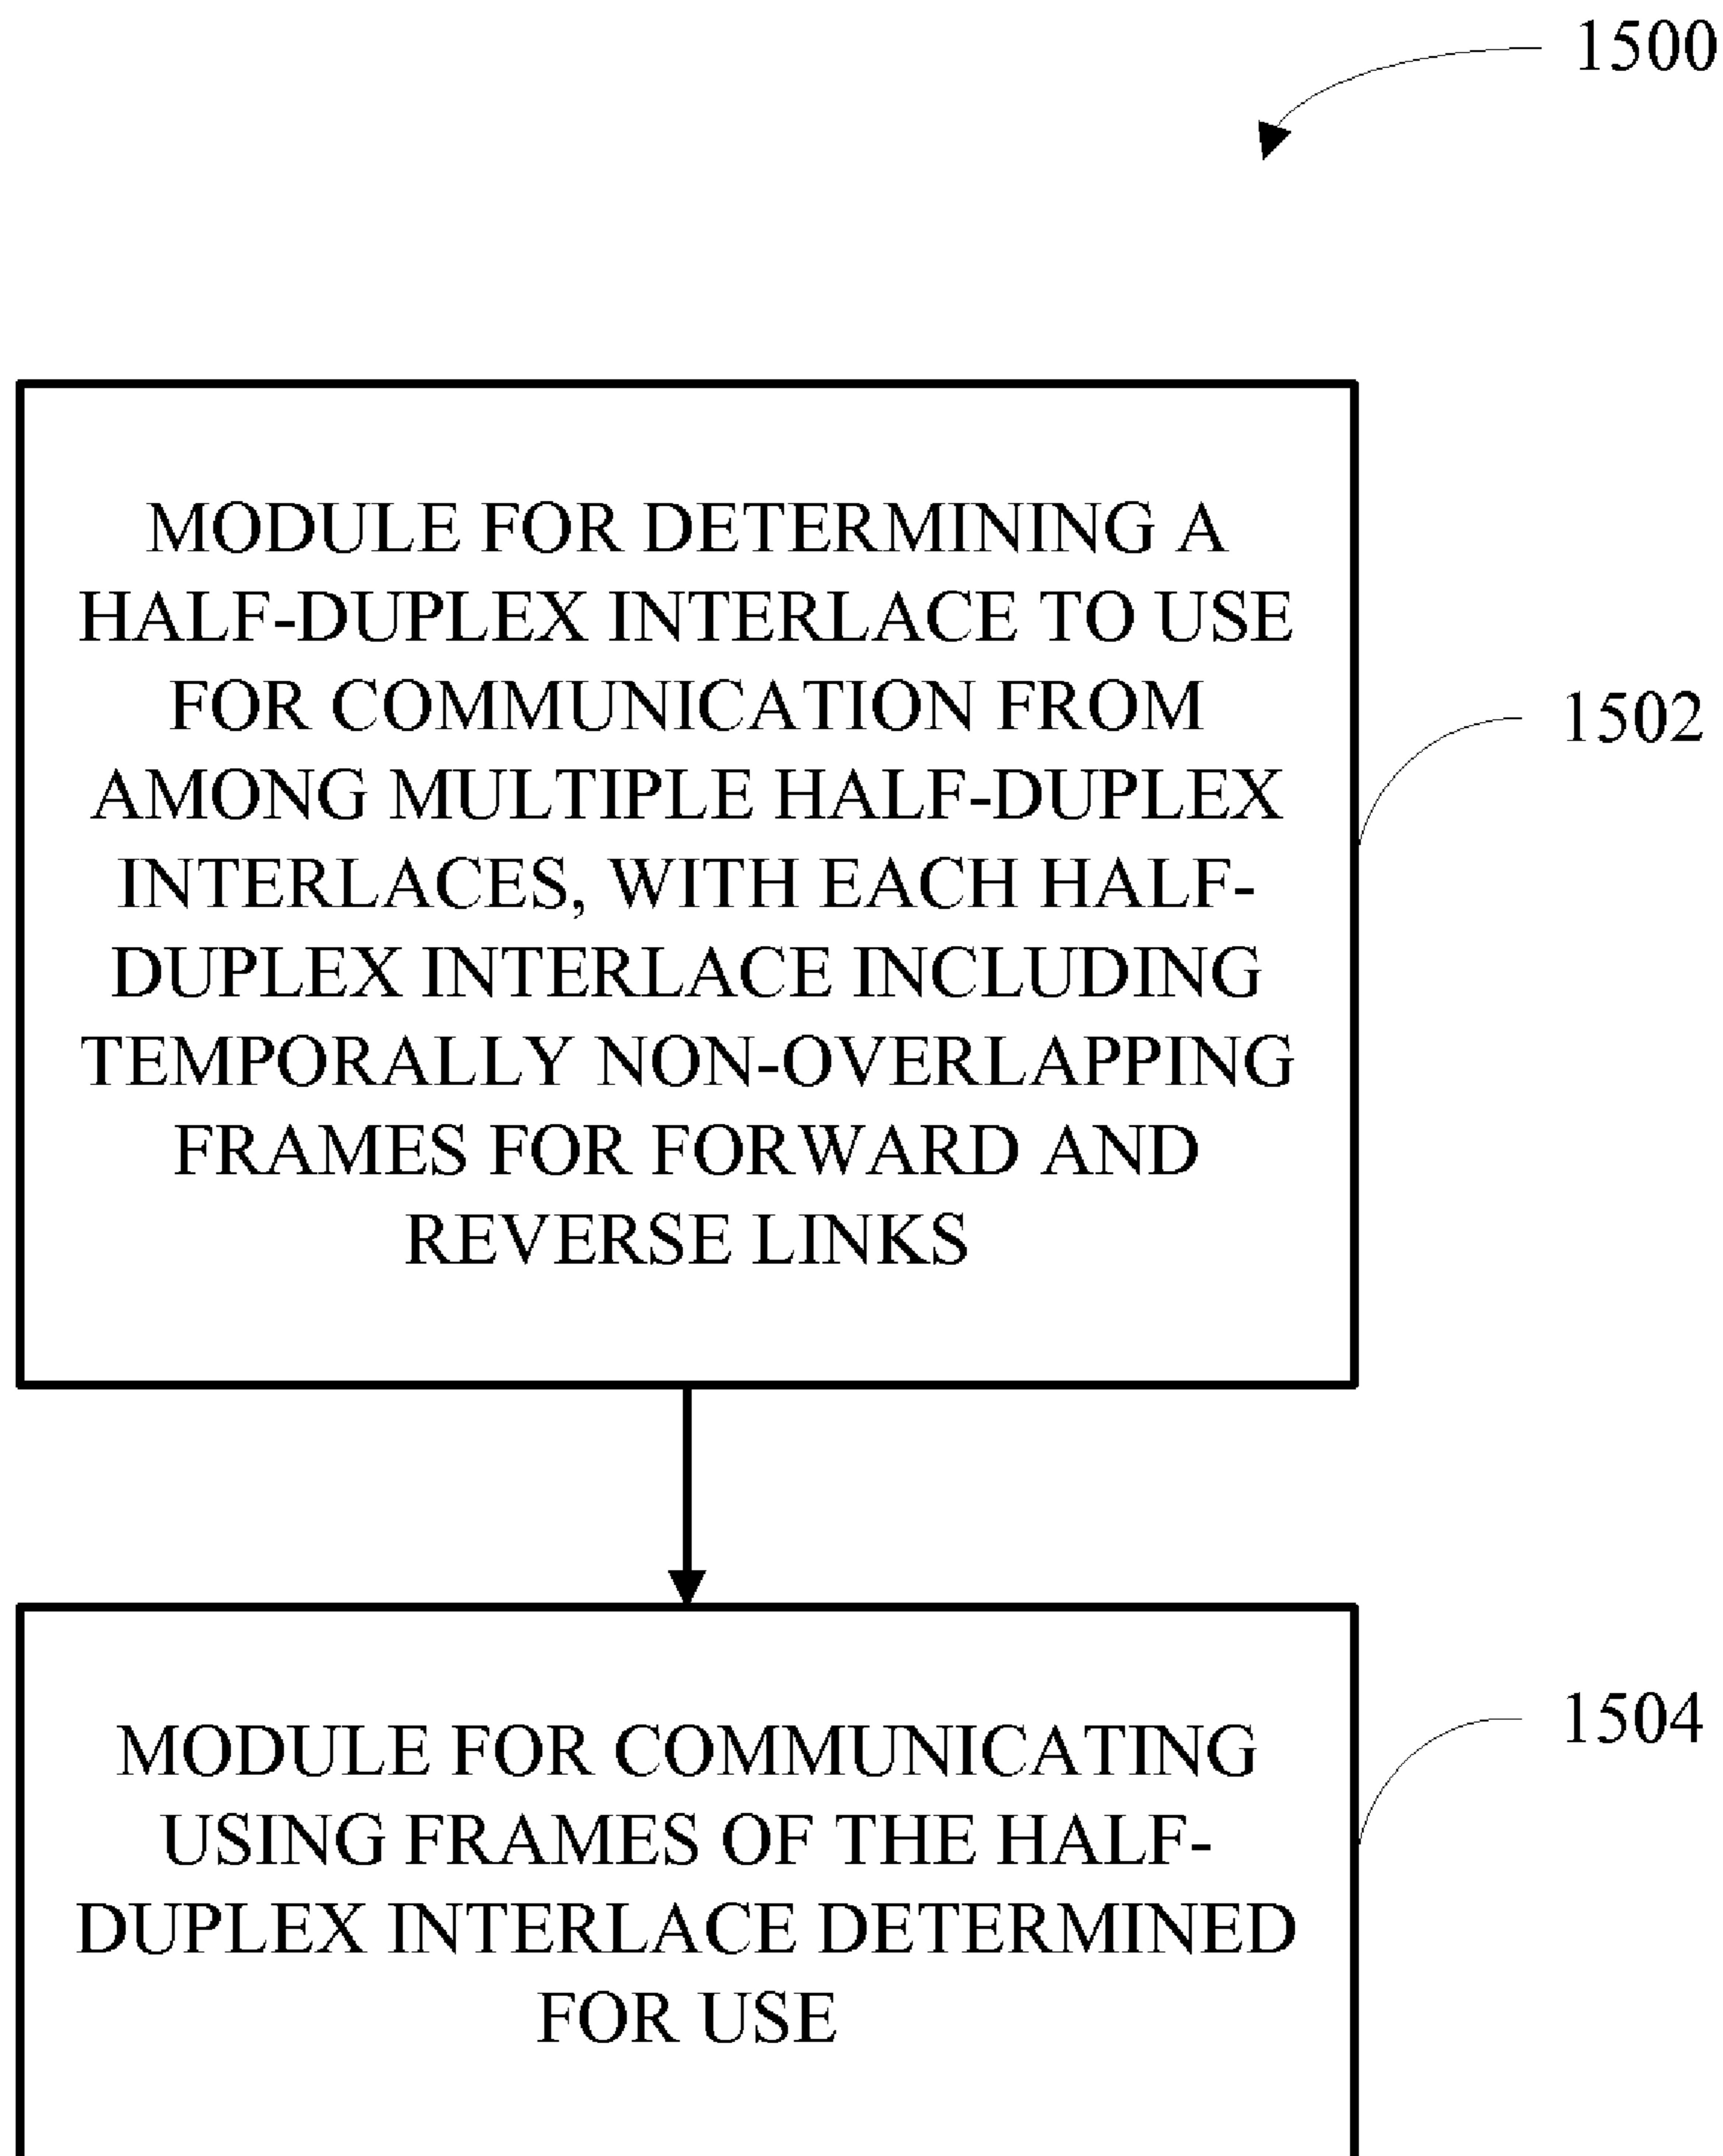 1500
MODULE FOR DETERMINING A
HALF-DUPLEX INTERLACE TO USE
FOR COMMUNICATION FROM
AMONG MULTIPLE HALF-DUPLEX
INTERLACES, WITH EACH HALF-
DUPLEX INTERLACE INCLUDING
TEMPORALLY NON-OVERLAPPING
FRAMES FOR FORWARD AND
REVERSE LINKS
1502
MODULE FOR COMMUNICATING
USING FRAMES OF THE HALF-
DUPLEX INTERLACE DETERMINED
FOR USE
1504